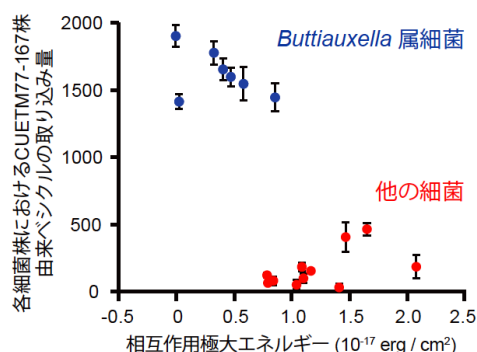 各細菌株におけるCUETM77-167株
由来ベシクルの取り込み量
2000
1500
1000
500
0
Buttiauxella 属細菌
他の細菌
-0.5 0 0.5 1.0 1.5 2.0 2.5
相互作用極大エネルギー (10⁻¹⁷ erg / cm²)